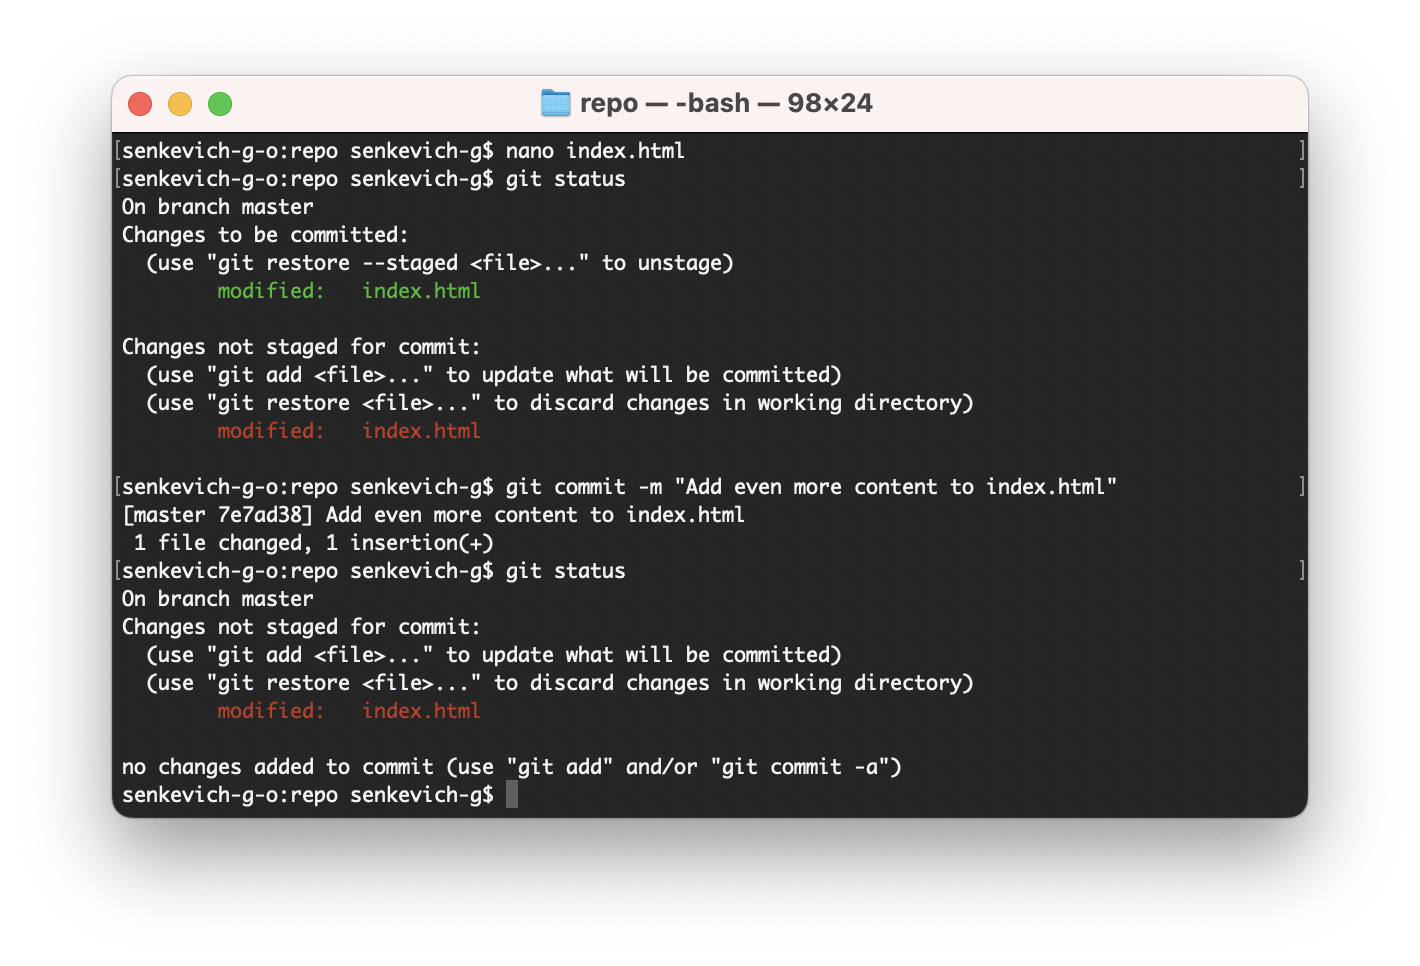 repo — -bash — 98×24
[senkevich-g-o:repo senkevich-g$ nano index.html ]
[senkevich-g-o:repo senkevich-g$ git status ]
On branch master
Changes to be committed:
  (use "git restore --staged <file>..." to unstage)
        modified:   index.html

Changes not staged for commit:
  (use "git add <file>..." to update what will be committed)
  (use "git restore <file>..." to discard changes in working directory)
        modified:   index.html

[senkevich-g-o:repo senkevich-g$ git commit -m "Add even more content to index.html" ]
[master 7e7ad38] Add even more content to index.html
 1 file changed, 1 insertion(+)
[senkevich-g-o:repo senkevich-g$ git status ]
On branch master
Changes not staged for commit:
  (use "git add <file>..." to update what will be committed)
  (use "git restore <file>..." to discard changes in working directory)
        modified:   index.html

no changes added to commit (use "git add" and/or "git commit -a")
senkevich-g-o:repo senkevich-g$